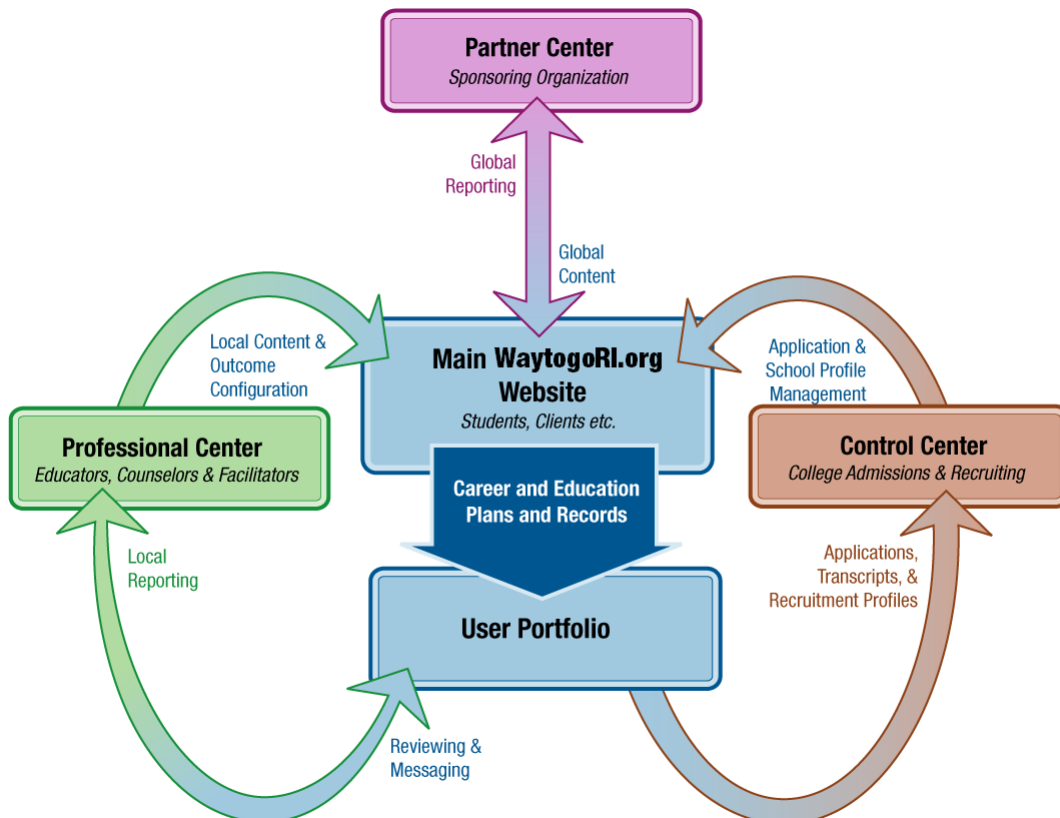 Partner Center
Sponsoring Organization
Global
Reporting
Global
Content
Local Content &
Outcome
Configuration
Main WaytogoRI.org
Website
Students, Clients etc.
Application &
School Profile
Management
Professional Center
Educators, Counselors & Facilitators
Control Center
College Admissions & Recruiting
Career and Education
Plans and Records
Local
Reporting
Applications,
Transcripts, &
Recruitment Profiles
User Portfolio
Reviewing &
Messaging